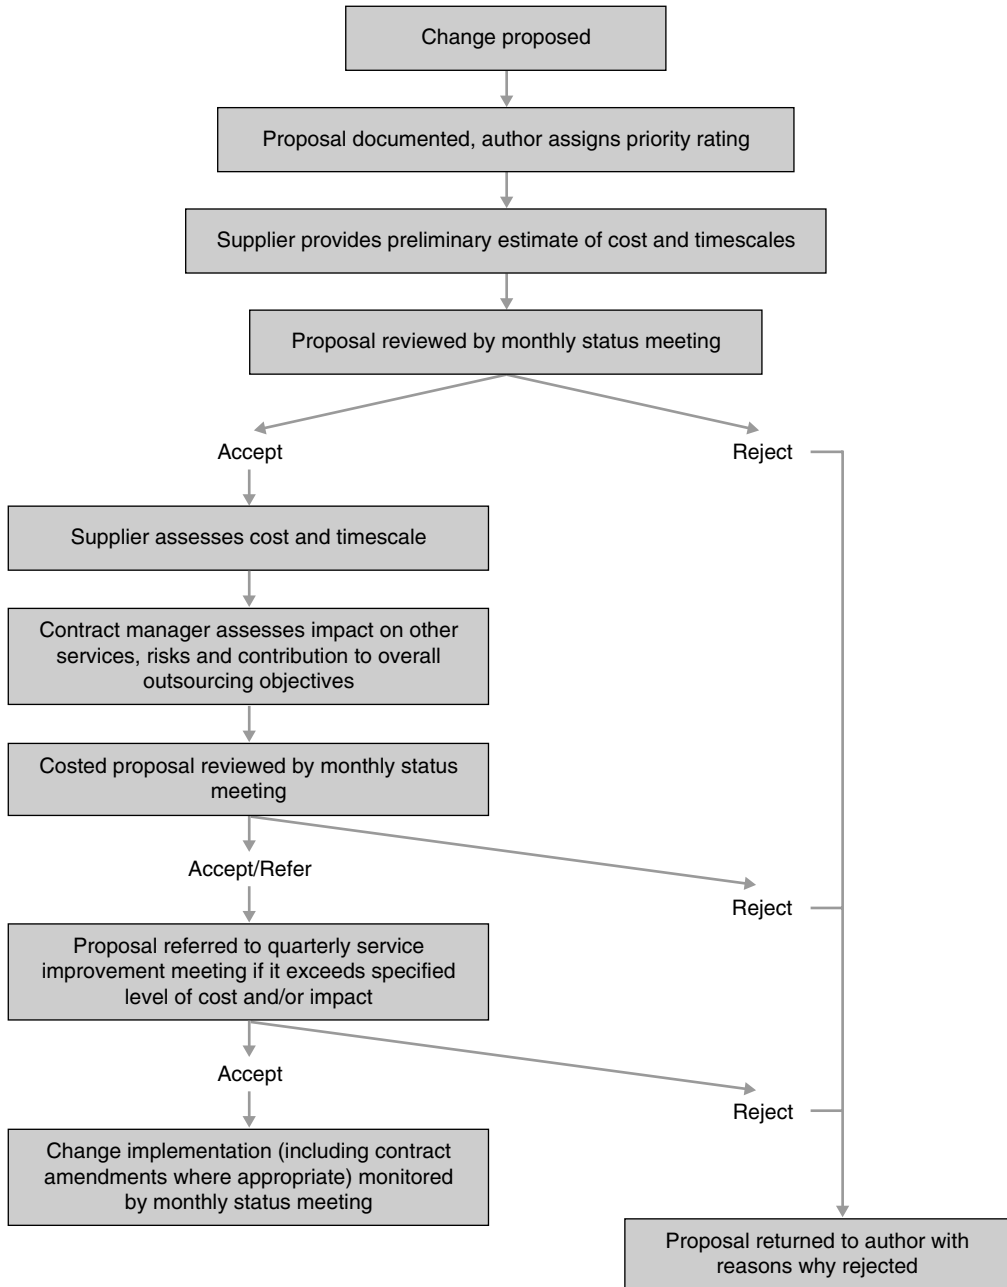 Change proposed
Proposal documented, author assigns priority rating
Supplier provides preliminary estimate of cost and timescales
Proposal reviewed by monthly status meeting
Accept
Reject
Supplier assesses cost and timescale
Contract manager assesses impact on other
services, risks and contribution to overall
outsourcing objectives
Costed proposal reviewed by monthly status
meeting
Accept/Refer
Reject
Proposal referred to quarterly service
improvement meeting if it exceeds specified
level of cost and/or impact
Accept
Reject
Change implementation (including contract
amendments where appropriate) monitored
by monthly status meeting
Proposal returned to author with
reasons why rejected